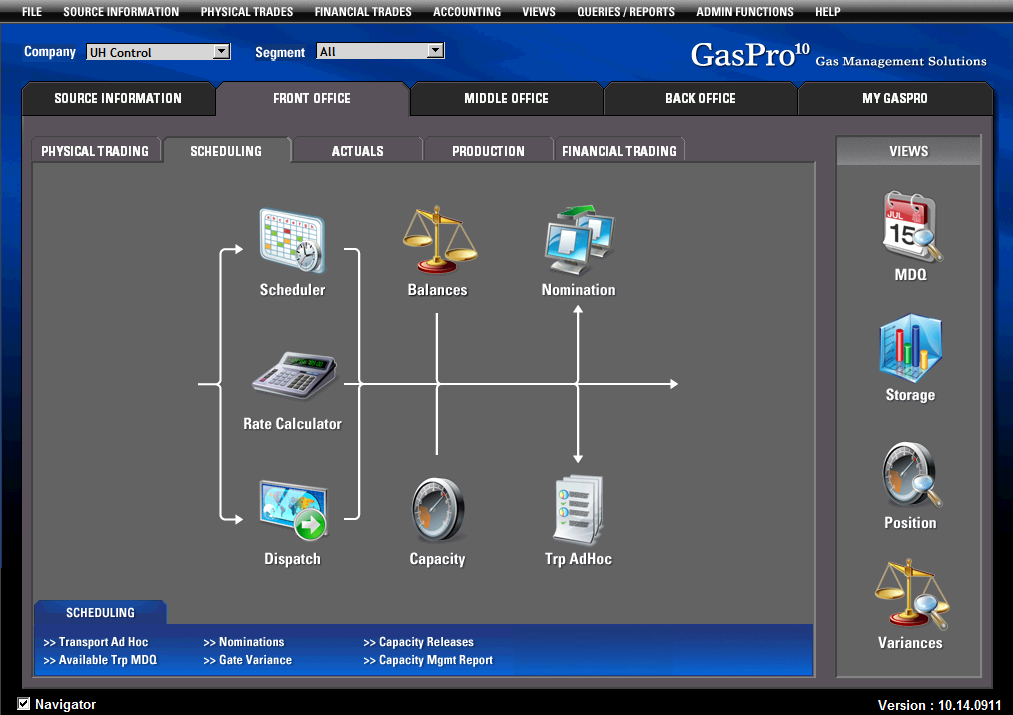 FILE SOURCE INFORMATION PHYSICAL TRADES FINANCIAL TRADES ACCOUNTING VIEWS QUERIES / REPORTS ADMIN FUNCTIONS HELP
Company UH Control Segment All
GasPro10 Gas Management Solutions
SOURCE INFORMATION FRONT OFFICE MIDDLE OFFICE BACK OFFICE MY GASPRO
PHYSICAL TRADING SCHEDULING ACTUALS PRODUCTION FINANCIAL TRADING
VIEWS
JUL
15
MDQ
Scheduler Balances Nomination
Storage
Rate Calculator
Position
Dispatch Capacity Trp AdHoc
Variances
SCHEDULING
>> Transport Ad Hoc >> Nominations >> Capacity Releases
>> Available Trp MDQ >> Gate Variance >> Capacity Mgmt Report
Navigator
Version : 10.14.0911